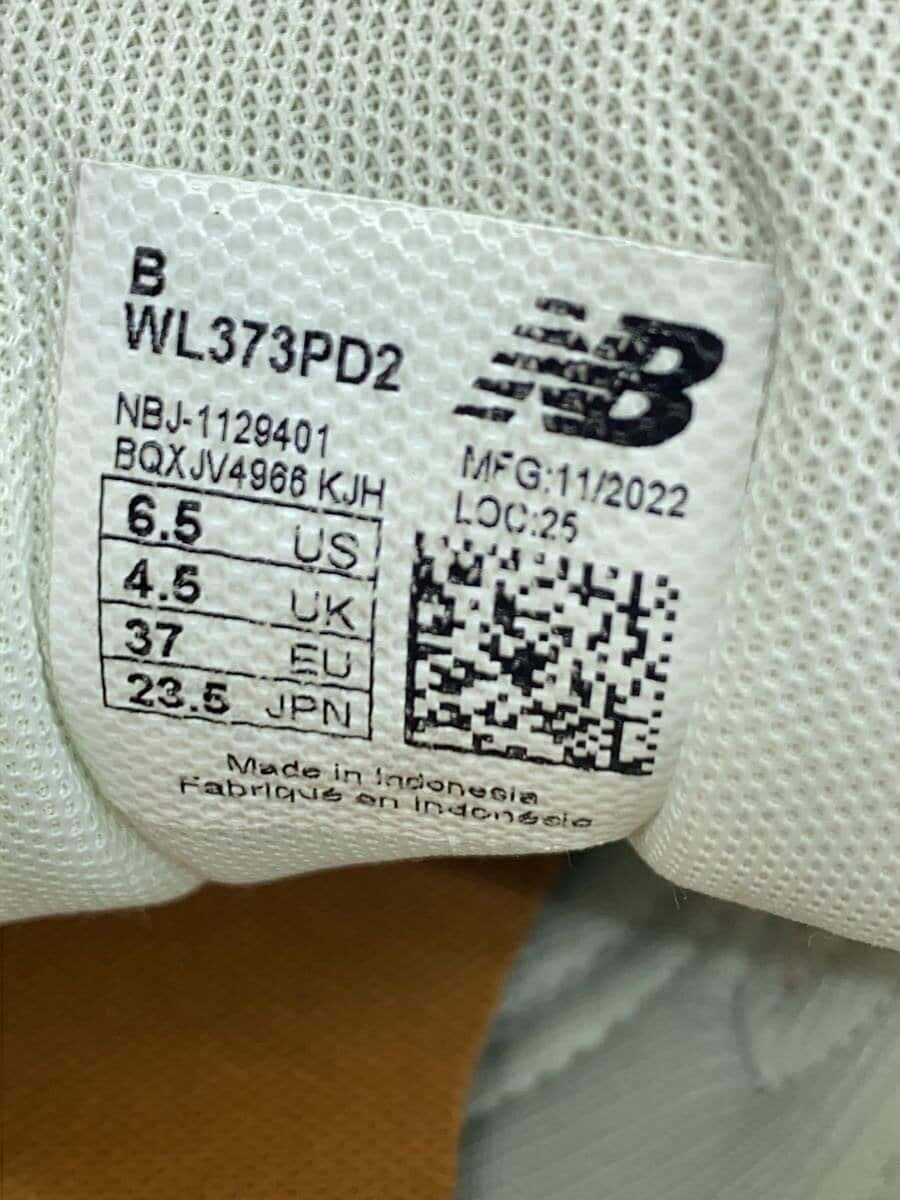 B
WL373PD2
NBJ-1129401
BQXJV4966 KJH
6.5 US
4.5 UK
37 EU
23.5 JPN
NB
MFG:11/2022
LOC:25
Made in Indonesia
Fabriqué en Indonésie